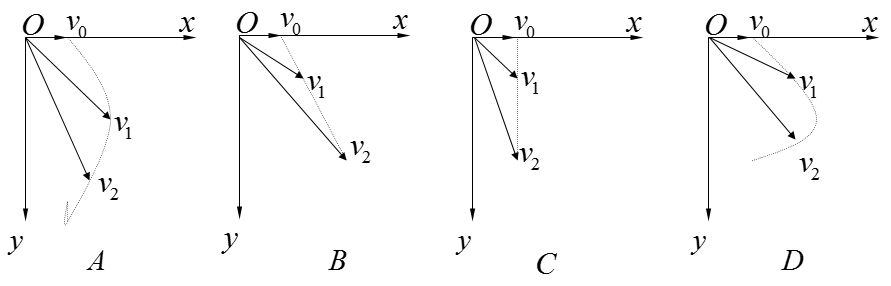 O v₀ x O v₀ x O v₀ x O v₀ x
v₁ v₁ v₁ v₁
v₂ v₂ v₂ v₂
y y y y
A B C D